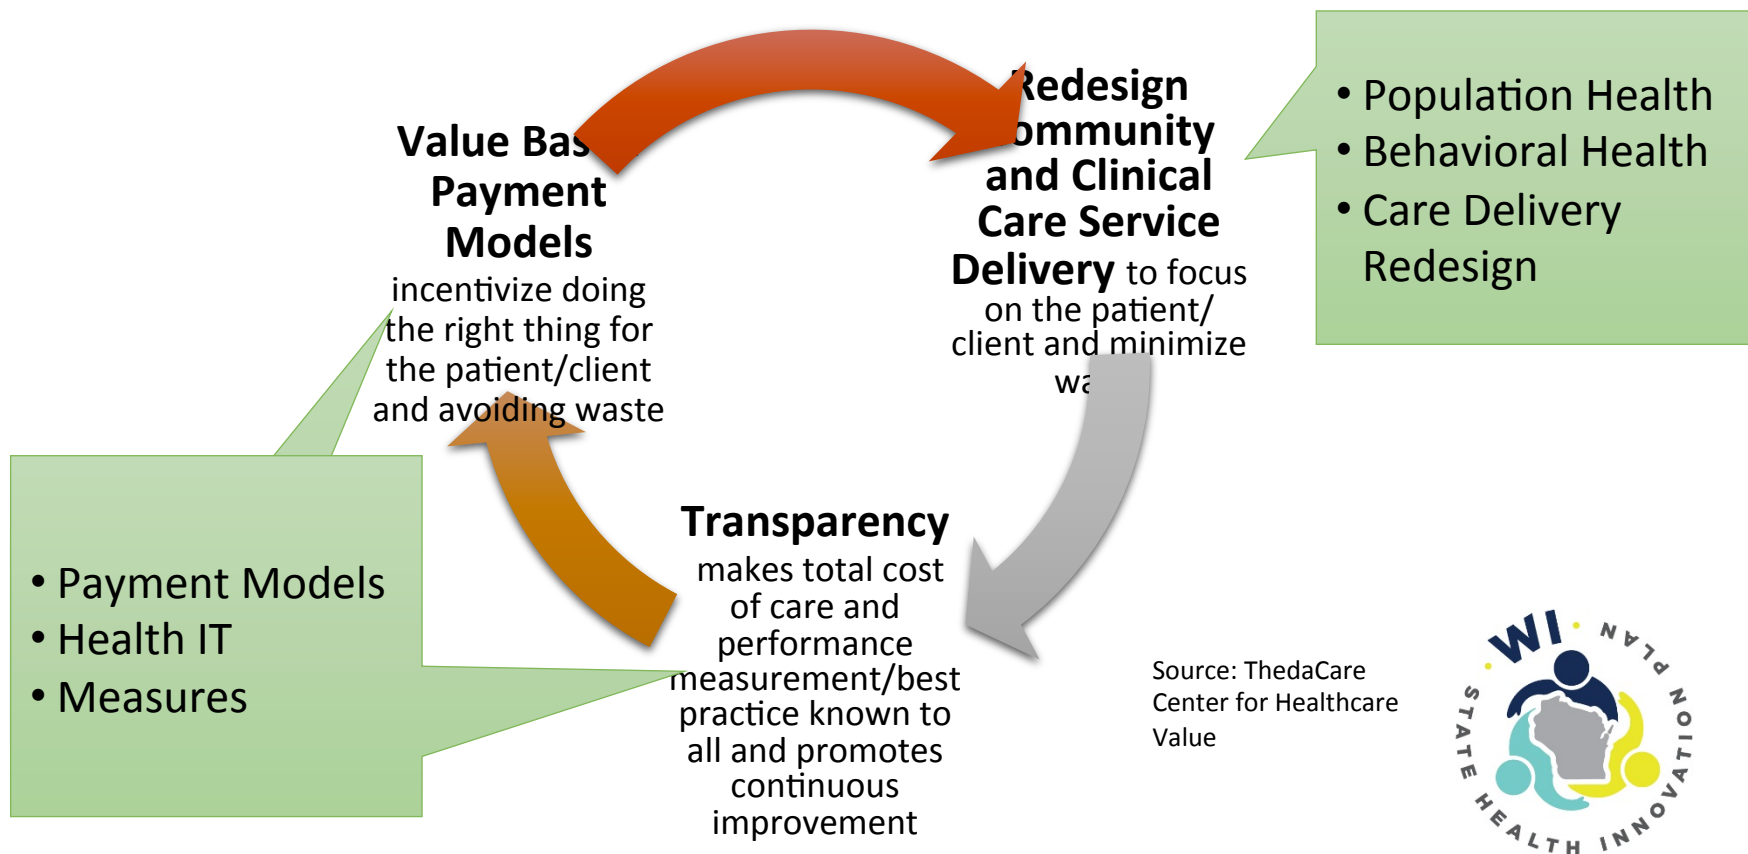 Value Based
Payment
Models
incentivize doing
the right thing for
the patient/client
and avoiding waste
Redesign
Community
and Clinical
Care Service
Delivery to focus
on the patient/
client and minimize
wa
• Population Health
• Behavioral Health
• Care Delivery
Redesign
• Payment Models
• Health IT
• Measures
Transparency
makes total cost
of care and
performance
measurement/best
practice known to
all and promotes
continuous
improvement
Source: ThedaCare
Center for Healthcare
Value
• WI •
STATE HEALTH INNOVATION PLAN